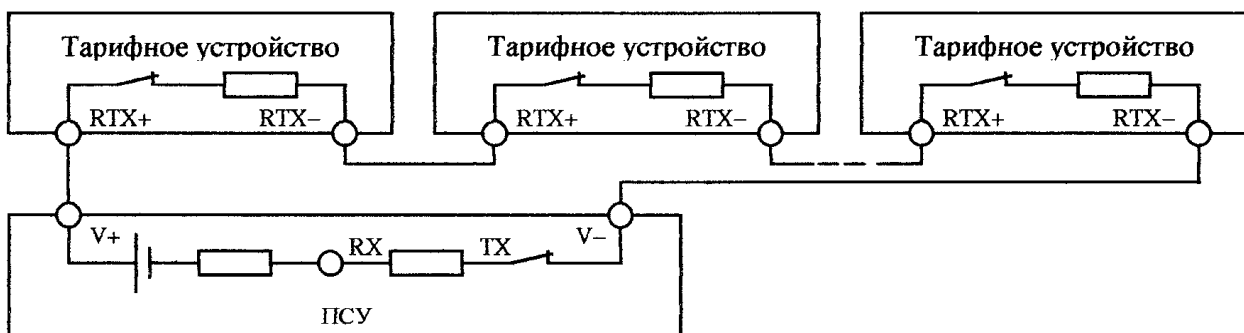 Тарифное устройство Тарифное устройство Тарифное устройство
RTX+ RTX– RTX+ RTX– RTX+ RTX–
V+ RX TX V–
ПСУ